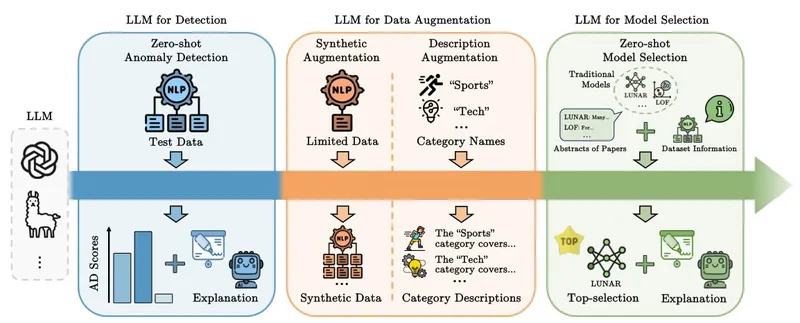 LLM for Detection
LLM for Data Augmentation
LLM for Model Selection
LLM
⋮
Zero-shot
Anomaly Detection
NLP
Test Data
AD Scores
+
Explanation
Synthetic
Augmentation
NLP
Limited Data
NLP
...
Synthetic Data
Description
Augmentation
“Sports”
“Tech”
...
Category Names
The “Sports”
category covers...
The “Tech”
category covers...
...
Category Descriptions
Zero-shot
Model Selection
Traditional
Models
LUNAR
LOF
...
LUNAR: Many...
LOF: For...
...
Abstracts of Papers
+
NLP
i
Dataset Information
TOP
LUNAR
Top-selection
+
Explanation